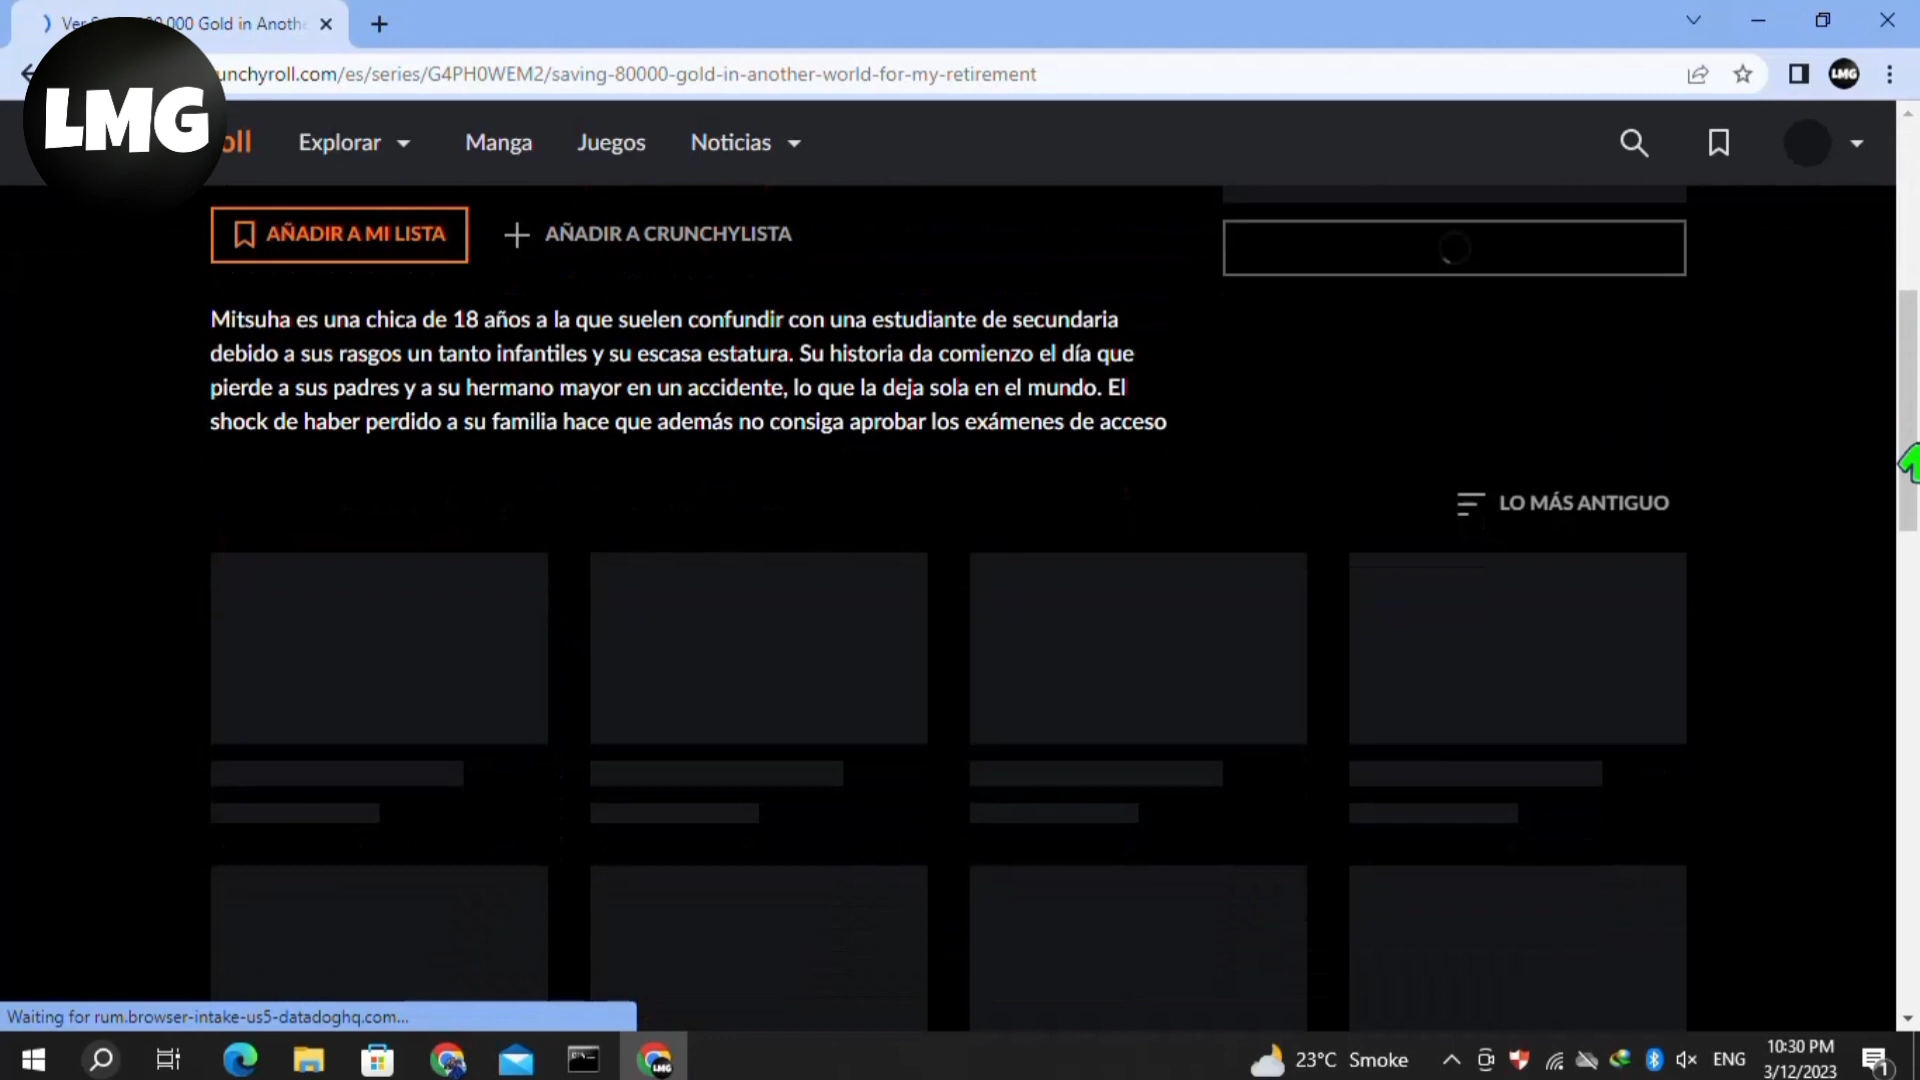 Ver S 000 Gold in Anoth
unchyroll.com/es/series/G4PH0WEM2/saving-80000-gold-in-another-world-for-my-retirement
LMG
LMG
oll
Explorar
Manga
Juegos
Noticias
AÑADIR A MI LISTA
AÑADIR A CRUNCHYLISTA
Mitsuha es una chica de 18 años a la que suelen confundir con una estudiante de secundaria
debido a sus rasgos un tanto infantiles y su escasa estatura. Su historia da comienzo el día que
pierde a sus padres y a su hermano mayor en un accidente, lo que la deja sola en el mundo. El
shock de haber perdido a su familia hace que además no consiga aprobar los exámenes de acceso
LO MÁS ANTIGUO
Waiting for rum.browser-intake-us5-datadoghq.com...
LMG
23°C Smoke
ENG
10:30 PM
3/12/2023
1